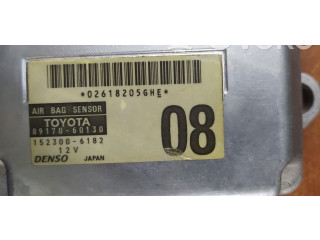 *02618205GHE*
AIR BAG SENSOR
TOYOTA
89170-60130
152300-6182
12V
DENSO JAPAN
08